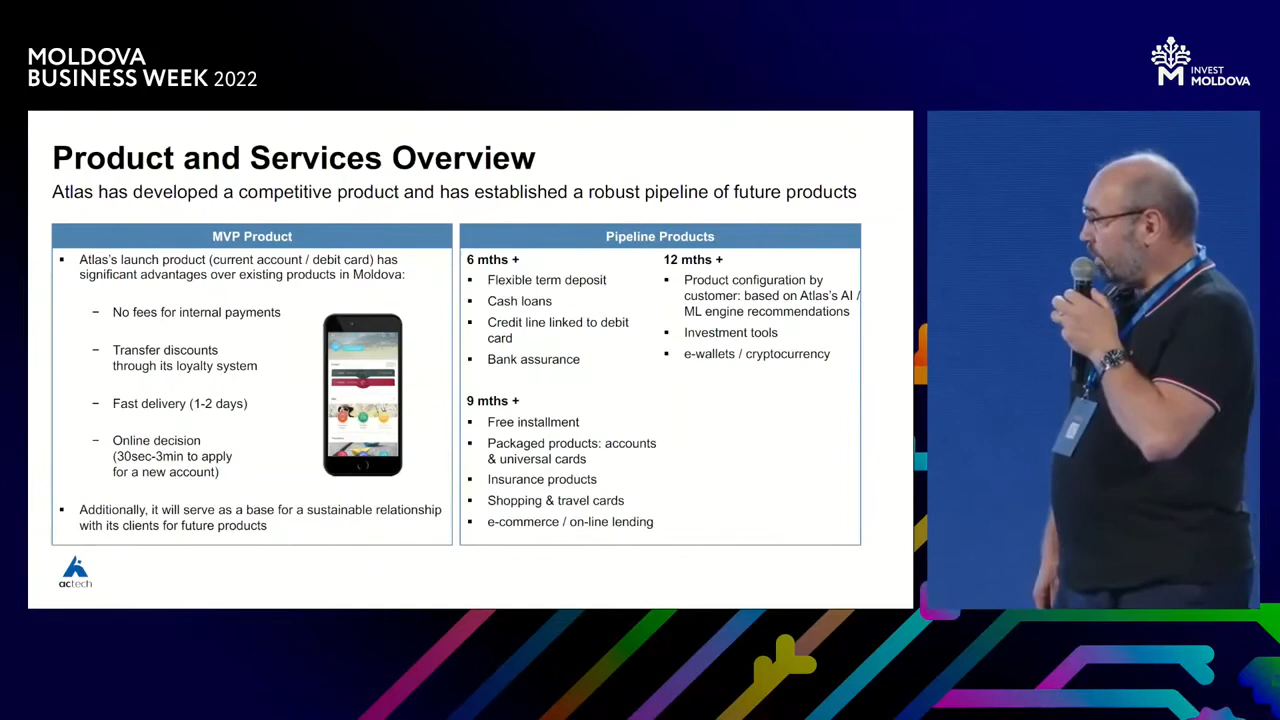 MOLDOVA
BUSINESS WEEK 2022
INVEST
MOLDOVA
Product and Services Overview
Atlas has developed a competitive product and has established a robust pipeline of future products
MVP Product
▪ Atlas's launch product (current account / debit card) has
significant advantages over existing products in Moldova:
− No fees for internal payments
− Transfer discounts
through its loyalty system
− Fast delivery (1-2 days)
− Online decision
(30sec-3min to apply
for a new account)
▪ Additionally, it will serve as a base for a sustainable relationship
with its clients for future products
Pipeline Products
6 mths +
▪ Flexible term deposit
▪ Cash loans
▪ Credit line linked to debit
card
▪ Bank assurance
9 mths +
▪ Free installment
▪ Packaged products: accounts
& universal cards
▪ Insurance products
▪ Shopping & travel cards
▪ e-commerce / on-line lending
12 mths +
▪ Product configuration by
customer: based on Atlas's AI /
ML engine recommendations
▪ Investment tools
▪ e-wallets / cryptocurrency
actech